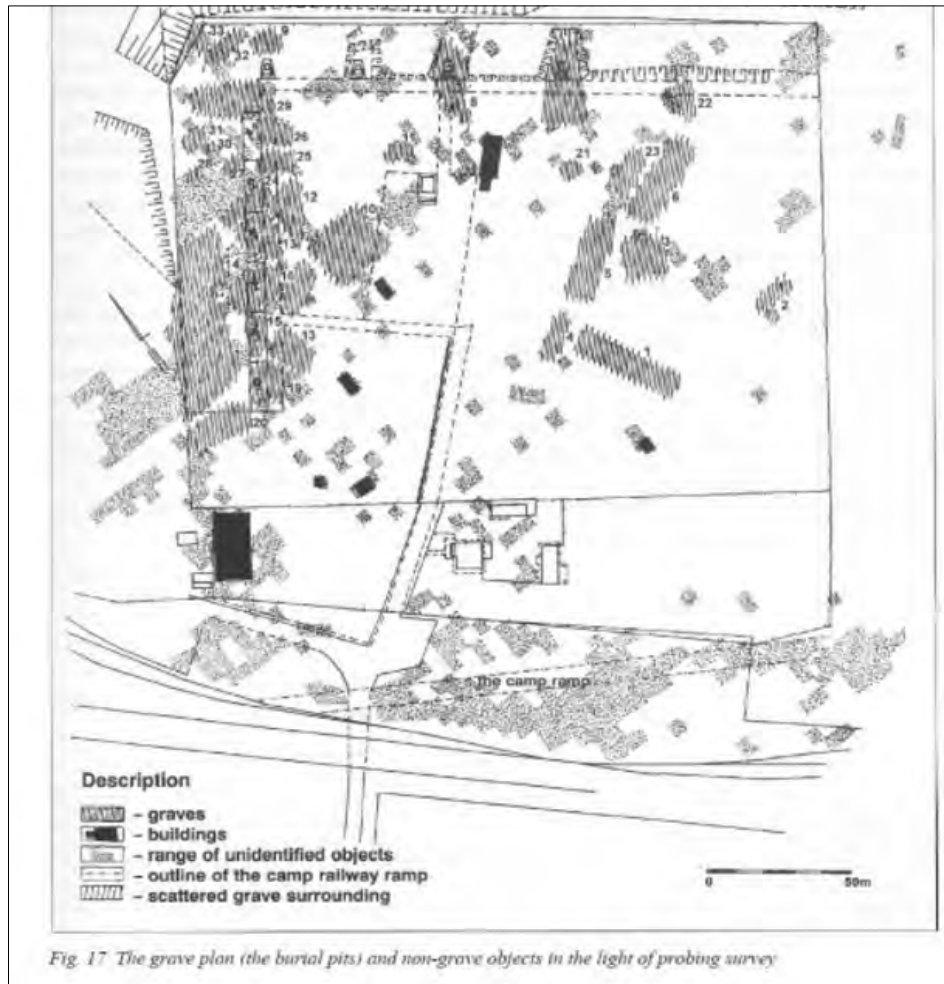 33
9
32
29
8
22
31
30
26
25
21
23
12
10
6
5
3
2
14
4
1
15
13
19
20
the camp ramp
Description
– graves
– buildings
– range of unidentified objects
– outline of the camp railway ramp
– scattered grave surrounding
0 50m
Fig. 17 The grave plan (the burial pits) and non-grave objects in the light of probing survey